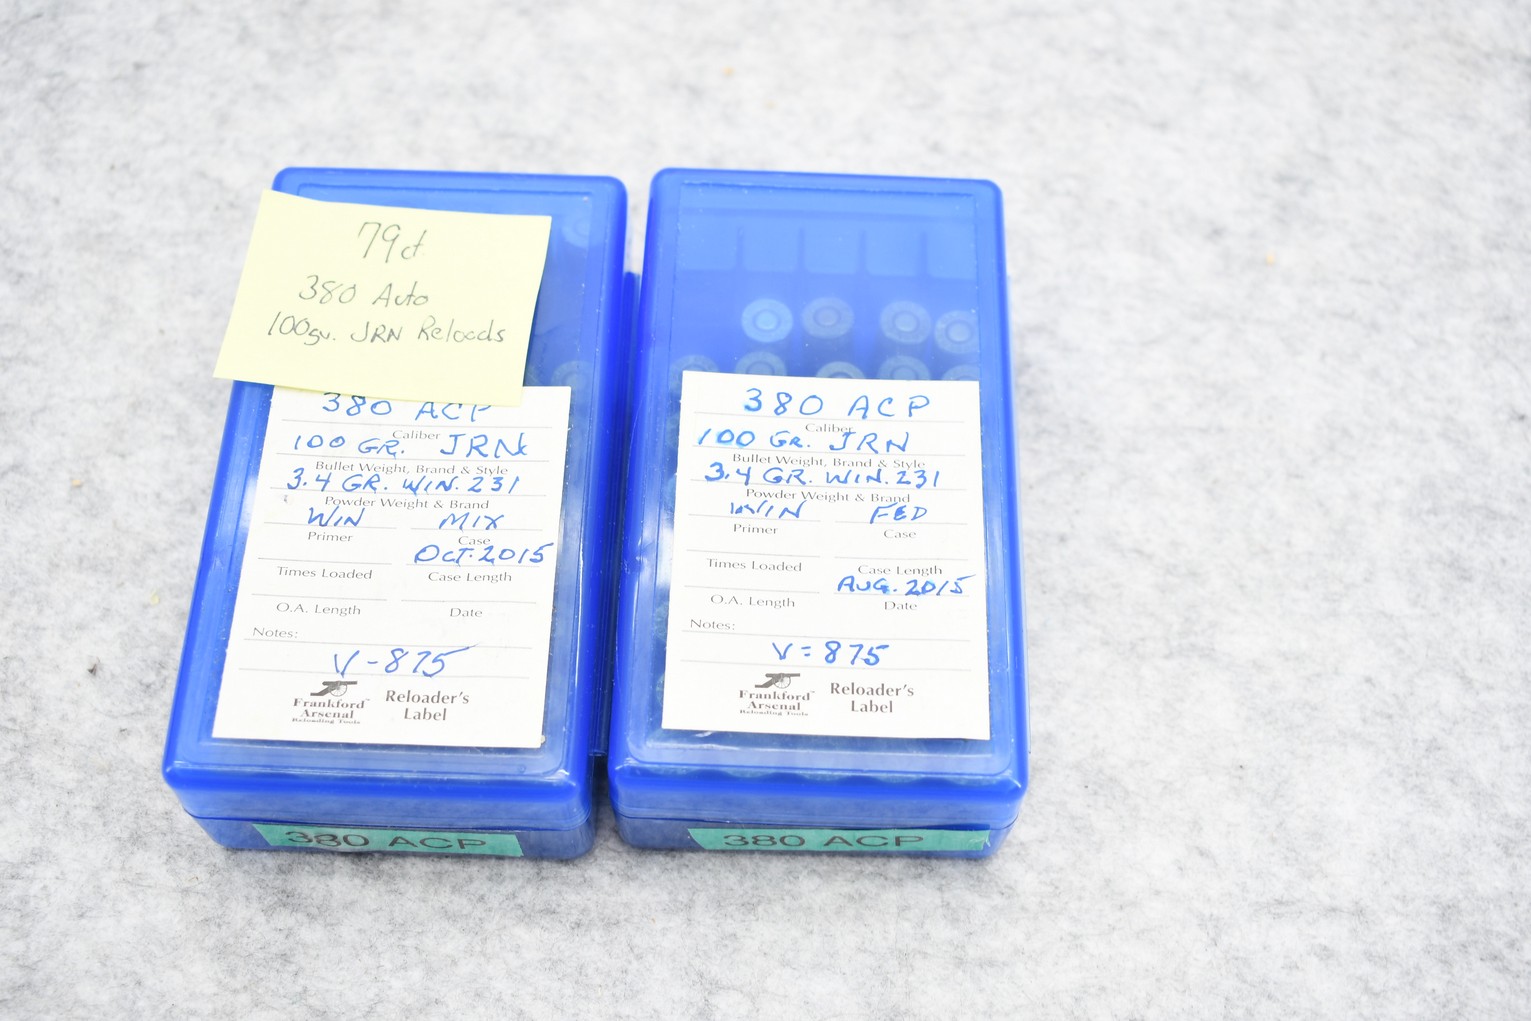 79ct
380 Auto
100gr. JRN Reloads
380 ACP
Caliber
100 GR. JRN
Bullet Weight, Brand & Style
3.4 GR. WIN. 231
Powder Weight & Brand
WIN MIX
Primer Case
OCT. 2015
Times Loaded Case Length
O.A. Length Date
Notes:
V-875
Frankford Arsenal™
Reloading Tools
Reloader's
Label
380 ACP
380 ACP
Caliber
100 GR. JRN
Bullet Weight, Brand & Style
3.4 GR. WIN. 231
Powder Weight & Brand
WIN FED
Primer Case
Times Loaded Case Length
AUG. 2015
O.A. Length Date
Notes:
V=875
Frankford Arsenal™
Reloading Tools
Reloader's
Label
380 ACP